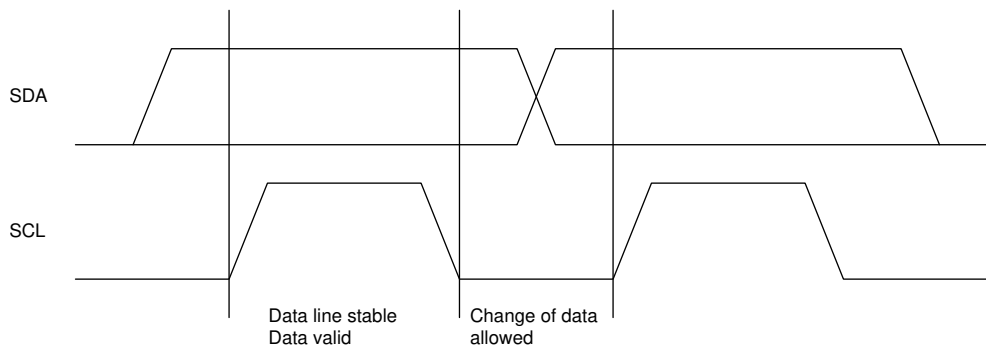 SDA
SCL
Data line stable
Data valid
Change of data
allowed